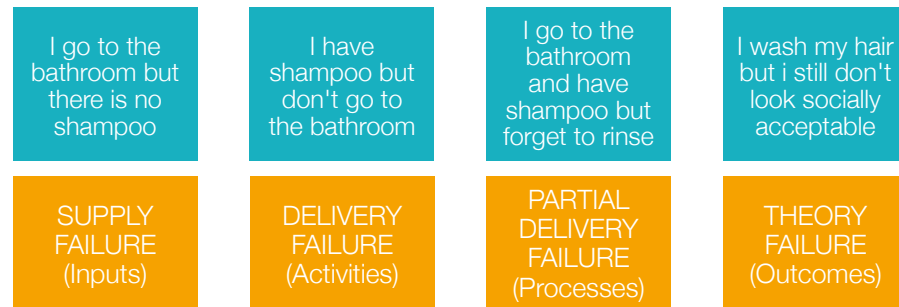 I go to the
bathroom but
there is no
shampoo
I have
shampoo but
don't go to
the bathroom
I go to the
bathroom
and have
shampoo but
forget to rinse
I wash my hair
but i still don't
look socially
acceptable
SUPPLY
FAILURE
(Inputs)
DELIVERY
FAILURE
(Activities)
PARTIAL
DELIVERY
FAILURE
(Processes)
THEORY
FAILURE
(Outcomes)